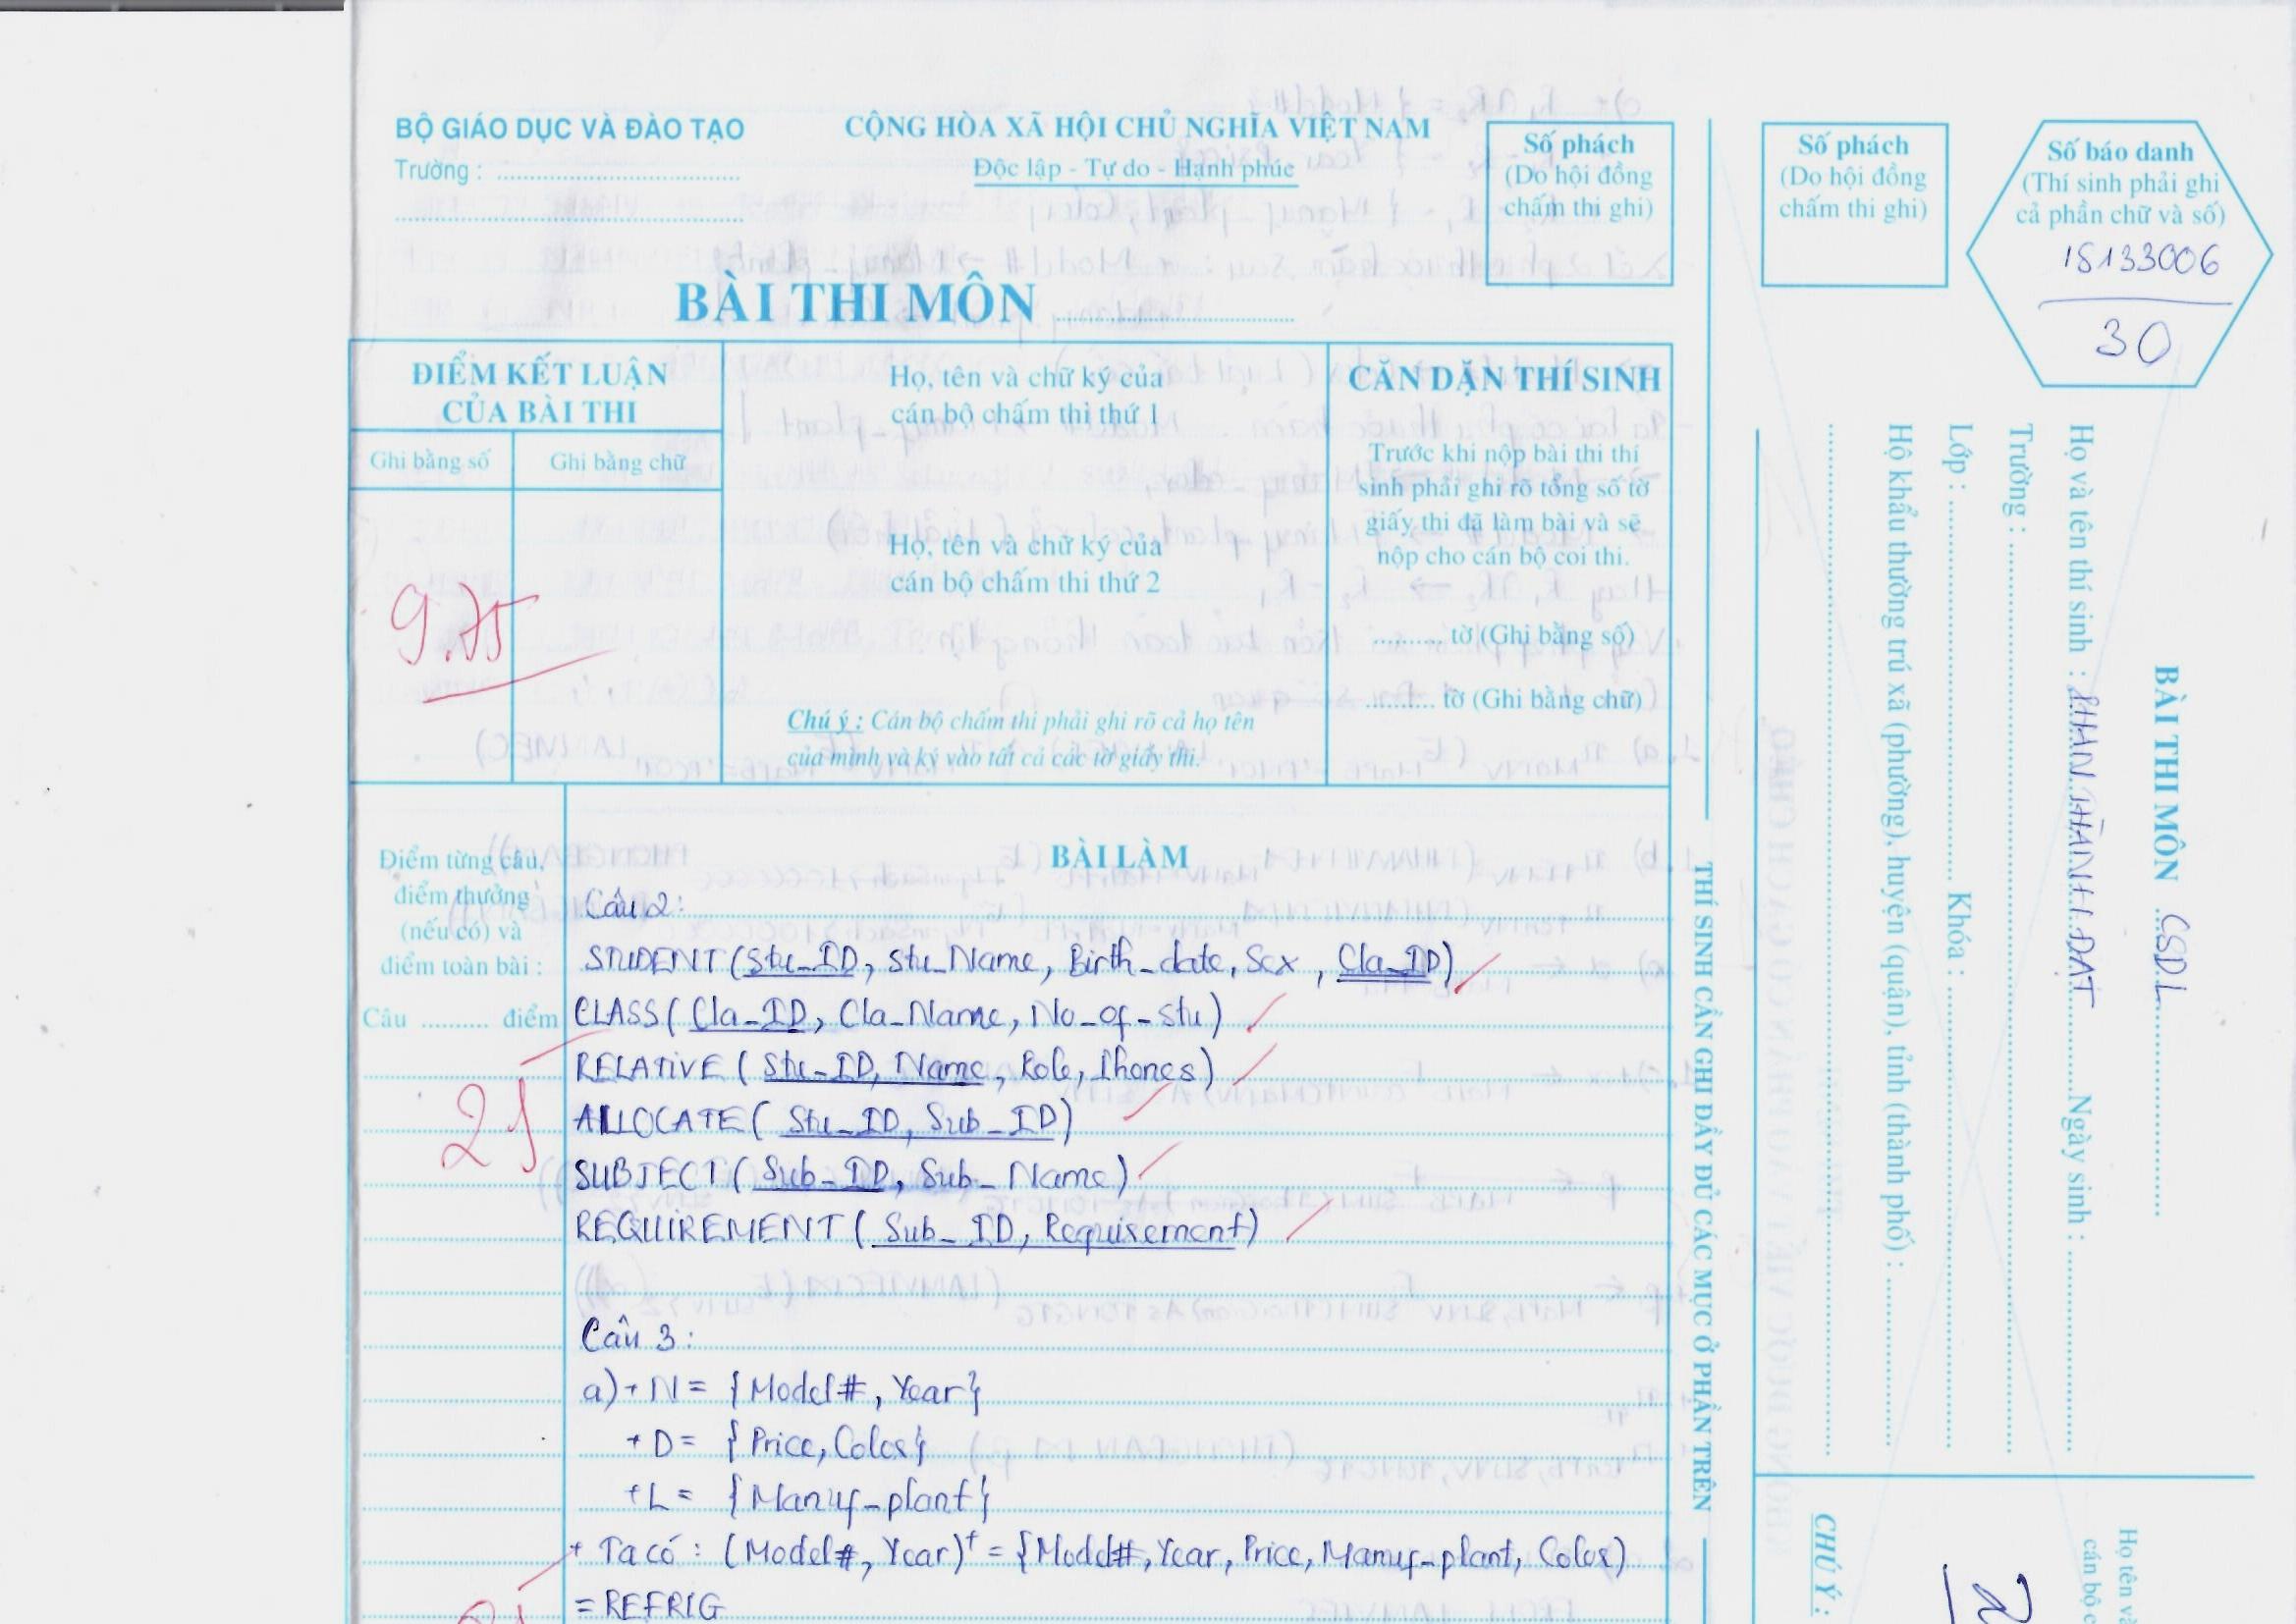 BỘ GIÁO DỤC VÀ ĐÀO TẠO
Trường :
CỘNG HÒA XÃ HỘI CHỦ NGHĨA VIỆT NAM
Độc lập - Tự do - Hạnh phúc
Số phách
(Do hội đồng
chấm thi ghi)
BÀI THI MÔN
ĐIỂM KẾT LUẬN
CỦA BÀI THI
Ghi bằng số
Ghi bằng chữ
9.75
Họ, tên và chữ ký của
cán bộ chấm thi thứ 1
Họ, tên và chữ ký của
cán bộ chấm thi thứ 2
Chú ý : Cán bộ chấm thi phải ghi rõ cả họ tên
của mình và ký vào tất cả các tờ giấy thi.
CĂN DẶN THÍ SINH
Trước khi nộp bài thi thí
sinh phải ghi rõ tổng số tờ
giấy thi đã làm bài và sẽ
nộp cho cán bộ coi thi.
.......... tờ (Ghi bằng số)
.......... tờ (Ghi bằng chữ)
Điểm từng câu,
điểm thưởng
(nếu có) và
điểm toàn bài :
Câu .......... điểm
BÀI LÀM
Câu 2:
STUDENT(Stu_ID, Stu_Name, Birth_date, Sex, Cla_ID)
CLASS(Cla_ID, Cla_Name, No_of_stu)
RELATIVE(Stu_ID, Name, Role, Phones)
ALLOCATE(Stu_ID, Sub_ID)
SUBJECT(Sub_ID, Sub_Name)
REQUIREMENT(Sub_ID, Requirement)
Câu 3:
a) + N = {Model#, Year}
+ D = {Price, Color}
+ L = {Manuf_plant}
+ Ta có : (Model#, Year)⁺ = {Model#, Year, Price, Manuf_plant, Color}
= REFRIG
THÍ SINH CẦN GHI ĐẦY ĐỦ CÁC MỤC Ở PHẦN TRÊN
Số phách
(Do hội đồng
chấm thi ghi)
Số báo danh
(Thí sinh phải ghi
cả phần chữ và số)
15133006
30
BÀI THI MÔN CSDL
Họ và tên thí sinh : PHAN THÀNH ĐẠT Ngày sinh :
Trường :
Lớp : Khóa :
Hộ khẩu thường trú xã (phường), huyện (quận), tỉnh (thành phố) :
CHÚ Ý :